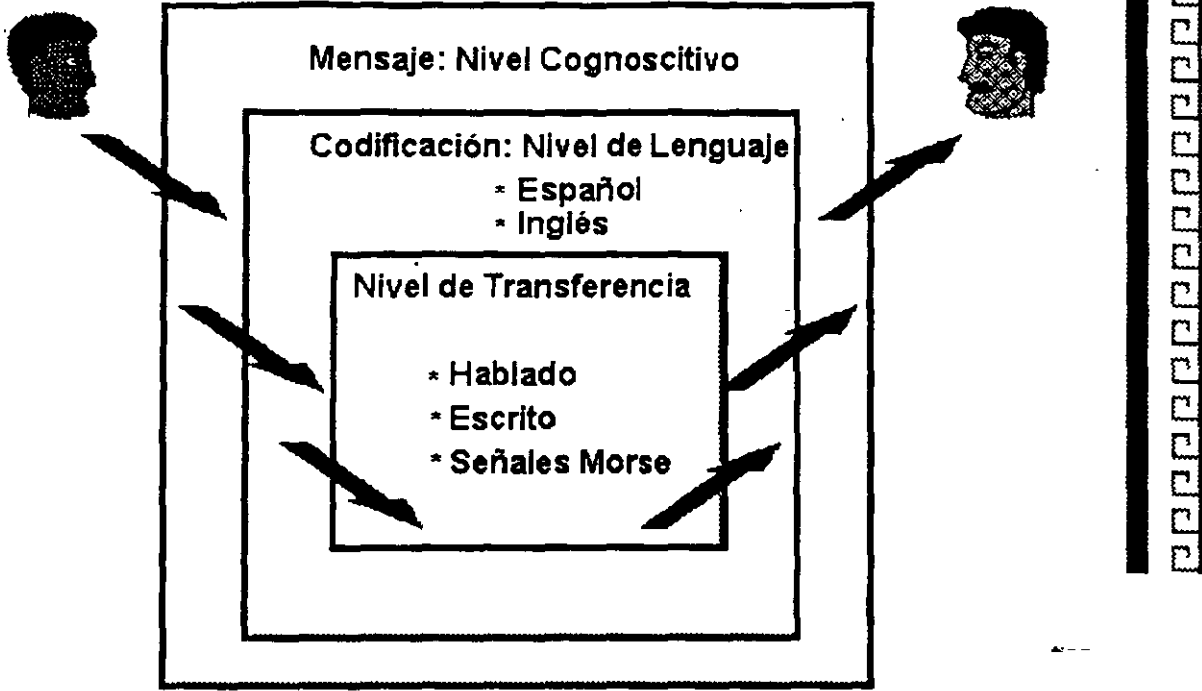 Mensaje: Nivel Cognoscitivo
Codificación: Nivel de Lenguaje
* Español
* Inglés
Nivel de Transferencia
* Hablado
* Escrito
* Señales Morse